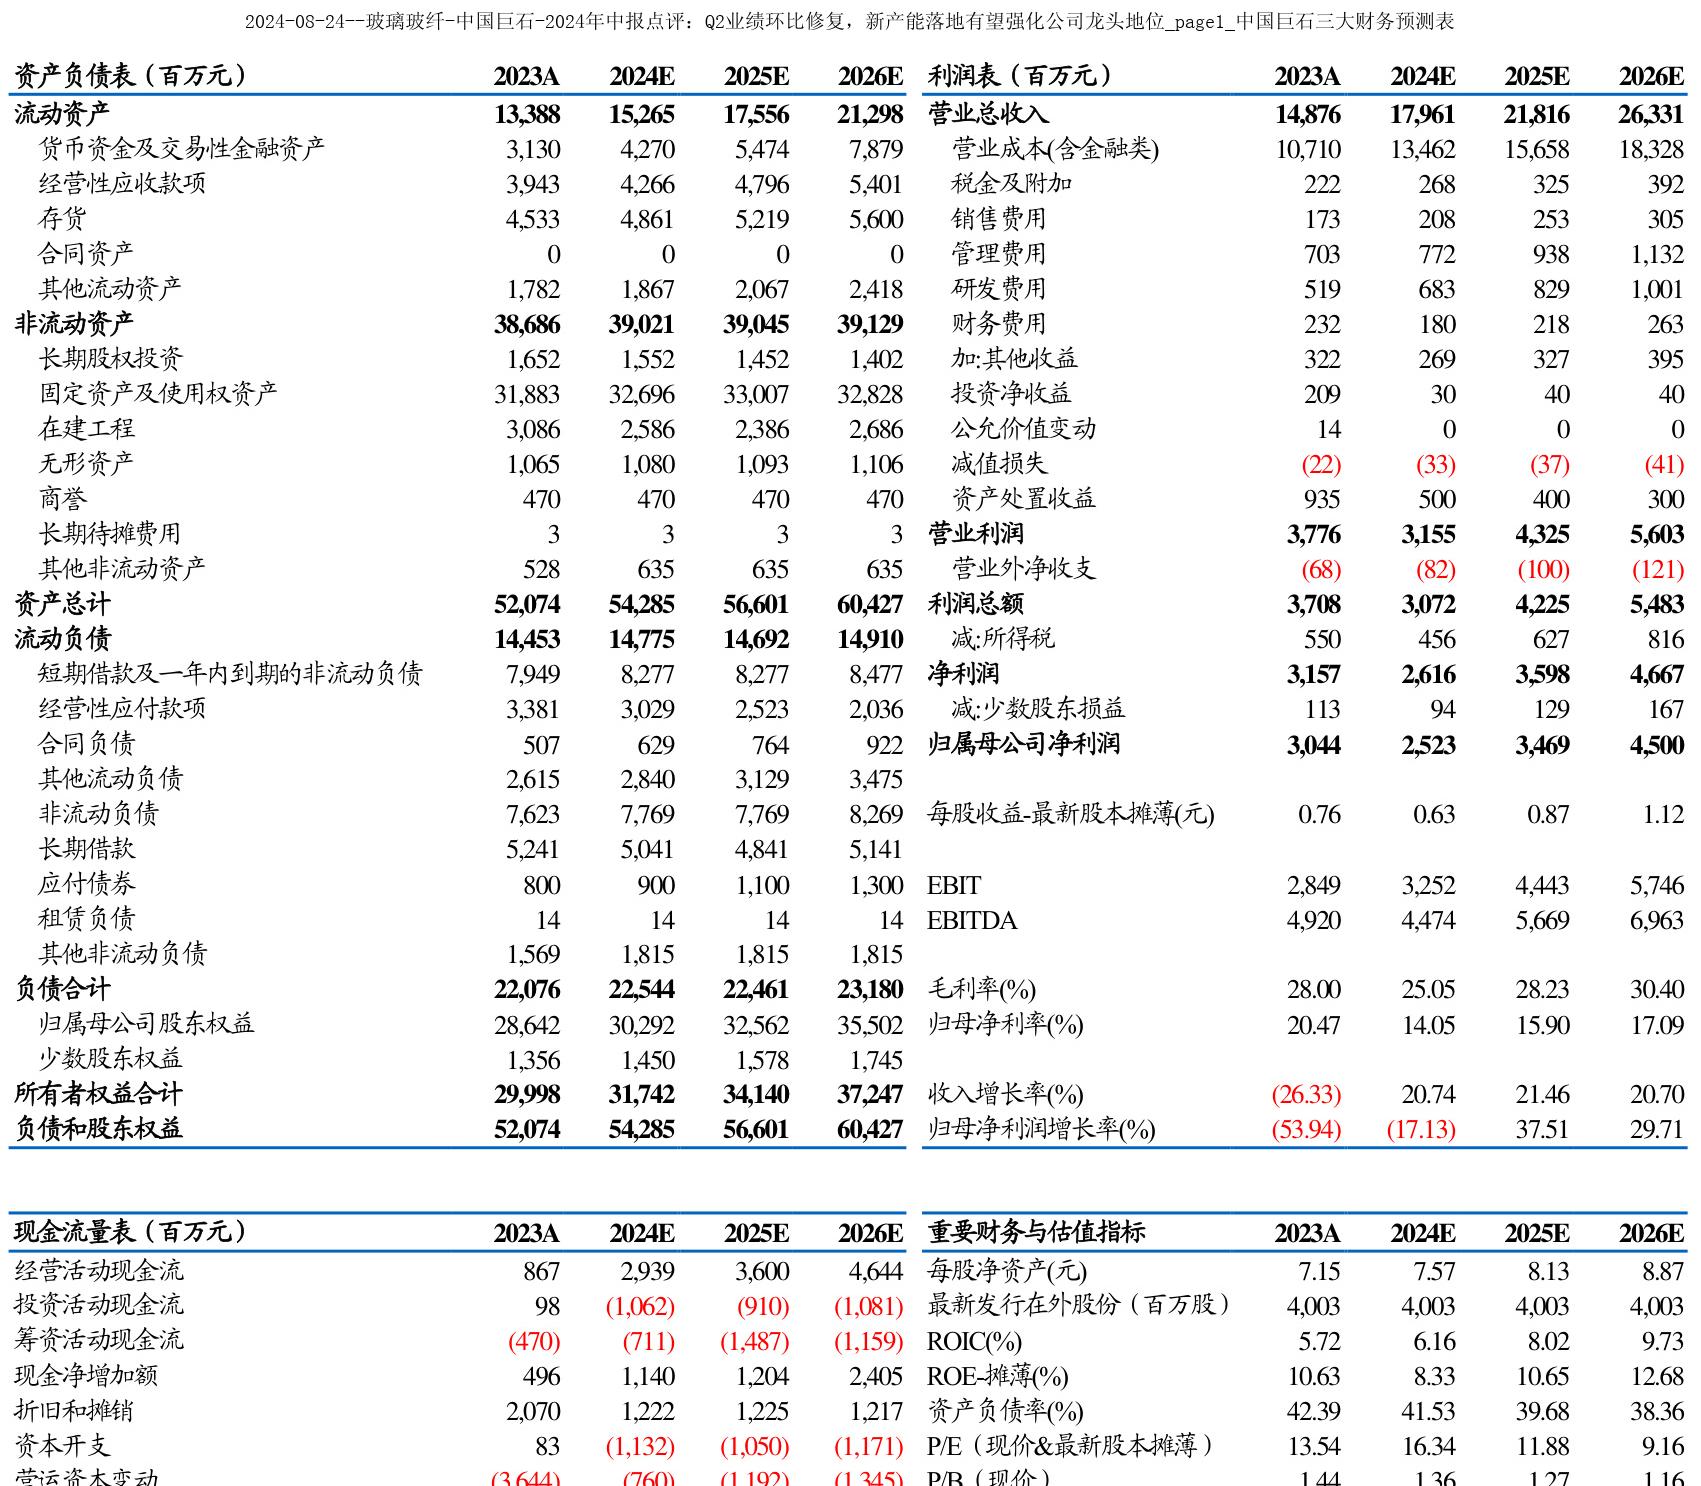 2024-08-24--玻璃玻纤-中国巨石-2024年中报点评：Q2业绩环比修复，新产能落地有望强化公司龙头地位_page1_中国巨石三大财务预测表
资产负债表（百万元） 2023A 2024E 2025E 2026E
流动资产 13,388 15,265 17,556 21,298
货币资金及交易性金融资产 3,130 4,270 5,474 7,879
经营性应收款项 3,943 4,266 4,796 5,401
存货 4,533 4,861 5,219 5,600
合同资产 0 0 0 0
其他流动资产 1,782 1,867 2,067 2,418
非流动资产 38,686 39,021 39,045 39,129
长期股权投资 1,652 1,552 1,452 1,402
固定资产及使用权资产 31,883 32,696 33,007 32,828
在建工程 3,086 2,586 2,386 2,686
无形资产 1,065 1,080 1,093 1,106
商誉 470 470 470 470
长期待摊费用 3 3 3 3
其他非流动资产 528 635 635 635
资产总计 52,074 54,285 56,601 60,427
流动负债 14,453 14,775 14,692 14,910
短期借款及一年内到期的非流动负债 7,949 8,277 8,277 8,477
经营性应付款项 3,381 3,029 2,523 2,036
合同负债 507 629 764 922
其他流动负债 2,615 2,840 3,129 3,475
非流动负债 7,623 7,769 7,769 8,269
长期借款 5,241 5,041 4,841 5,141
应付债券 800 900 1,100 1,300
租赁负债 14 14 14 14
其他非流动负债 1,569 1,815 1,815 1,815
负债合计 22,076 22,544 22,461 23,180
归属母公司股东权益 28,642 30,292 32,562 35,502
少数股东权益 1,356 1,450 1,578 1,745
所有者权益合计 29,998 31,742 34,140 37,247
负债和股东权益 52,074 54,285 56,601 60,427
利润表（百万元） 2023A 2024E 2025E 2026E
营业总收入 14,876 17,961 21,816 26,331
营业成本(含金融类) 10,710 13,462 15,658 18,328
税金及附加 222 268 325 392
销售费用 173 208 253 305
管理费用 703 772 938 1,132
研发费用 519 683 829 1,001
财务费用 232 180 218 263
加:其他收益 322 269 327 395
投资净收益 209 30 40 40
公允价值变动 14 0 0 0
减值损失 (22) (33) (37) (41)
资产处置收益 935 500 400 300
营业利润 3,776 3,155 4,325 5,603
营业外净收支 (68) (82) (100) (121)
利润总额 3,708 3,072 4,225 5,483
减:所得税 550 456 627 816
净利润 3,157 2,616 3,598 4,667
减:少数股东损益 113 94 129 167
归属母公司净利润 3,044 2,523 3,469 4,500
每股收益-最新股本摊薄(元) 0.76 0.63 0.87 1.12
EBIT 2,849 3,252 4,443 5,746
EBITDA 4,920 4,474 5,669 6,963
毛利率(%) 28.00 25.05 28.23 30.40
归母净利率(%) 20.47 14.05 15.90 17.09
收入增长率(%) (26.33) 20.74 21.46 20.70
归母净利润增长率(%) (53.94) (17.13) 37.51 29.71
现金流量表（百万元） 2023A 2024E 2025E 2026E
经营活动现金流 867 2,939 3,600 4,644
投资活动现金流 98 (1,062) (910) (1,081)
筹资活动现金流 (470) (711) (1,487) (1,159)
现金净增加额 496 1,140 1,204 2,405
折旧和摊销 2,070 1,222 1,225 1,217
资本开支 83 (1,132) (1,050) (1,171)
营运资本变动 (3,644) (760) (1,192) (1,345)
重要财务与估值指标 2023A 2024E 2025E 2026E
每股净资产(元) 7.15 7.57 8.13 8.87
最新发行在外股份（百万股） 4,003 4,003 4,003 4,003
ROIC(%) 5.72 6.16 8.02 9.73
ROE-摊薄(%) 10.63 8.33 10.65 12.68
资产负债率(%) 42.39 41.53 39.68 38.36
P/E（现价&最新股本摊薄） 13.54 16.34 11.88 9.16
P/B（现价） 1.44 1.36 1.27 1.16